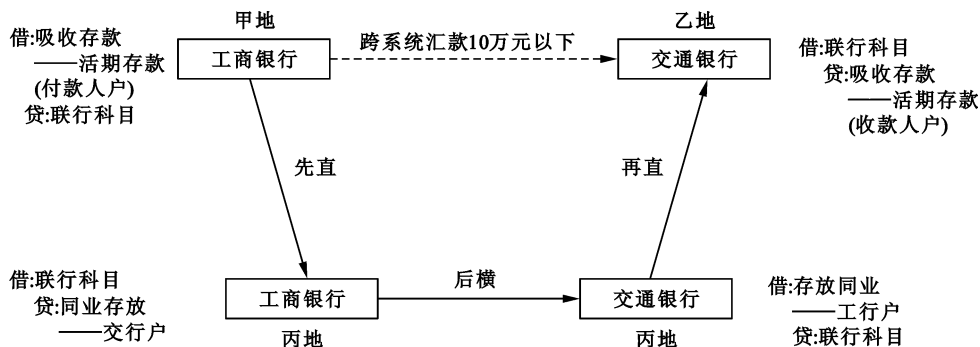 甲地
乙地
借:吸收存款
——活期存款
(付款人户)
贷:联行科目
工商银行
跨系统汇款10万元以下
交通银行
借:联行科目
贷:吸收存款
——活期存款
(收款人户)
先直
再直
借:联行科目
贷:同业存放
——交行户
工商银行
后横
交通银行
借:存放同业
——工行户
贷:联行科目
丙地
丙地